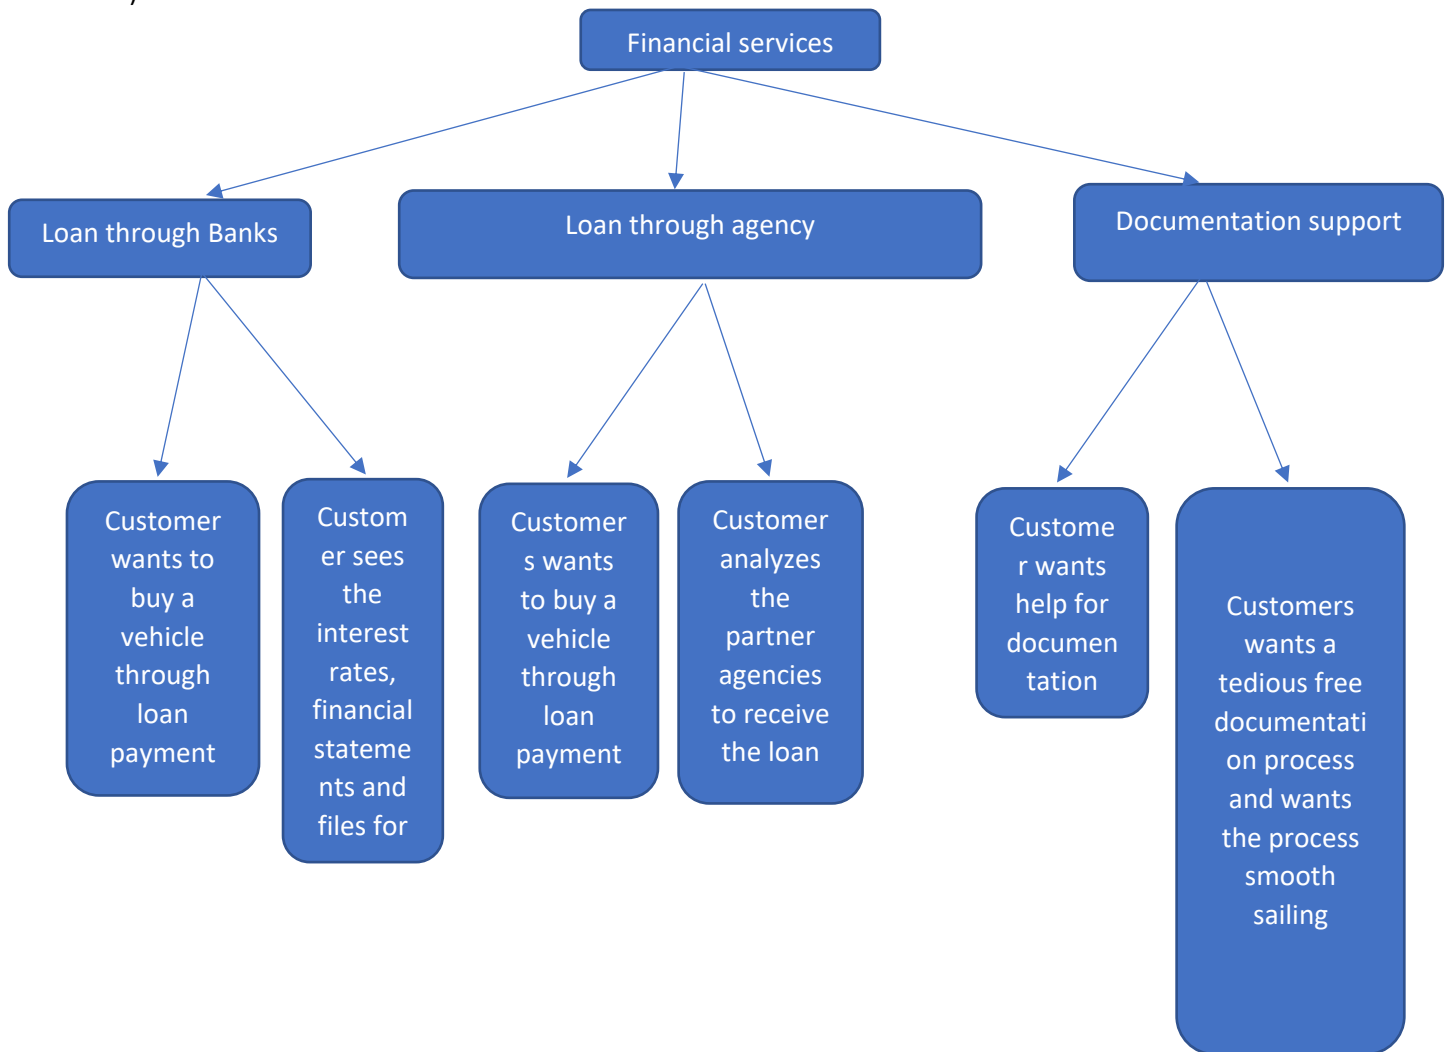 Financial services
Loan through Banks
Loan through agency
Documentation support
Customer
wants to
buy a
vehicle
through
loan
payment
Custom
er sees
the
interest
rates,
financial
stateme
nts and
files for
Customer
s wants
to buy a
vehicle
through
loan
payment
Customer
analyzes
the
partner
agencies
to receive
the loan
Custome
r wants
help for
documen
tation
Customers
wants a
tedious free
documentati
on process
and wants
the process
smooth
sailing